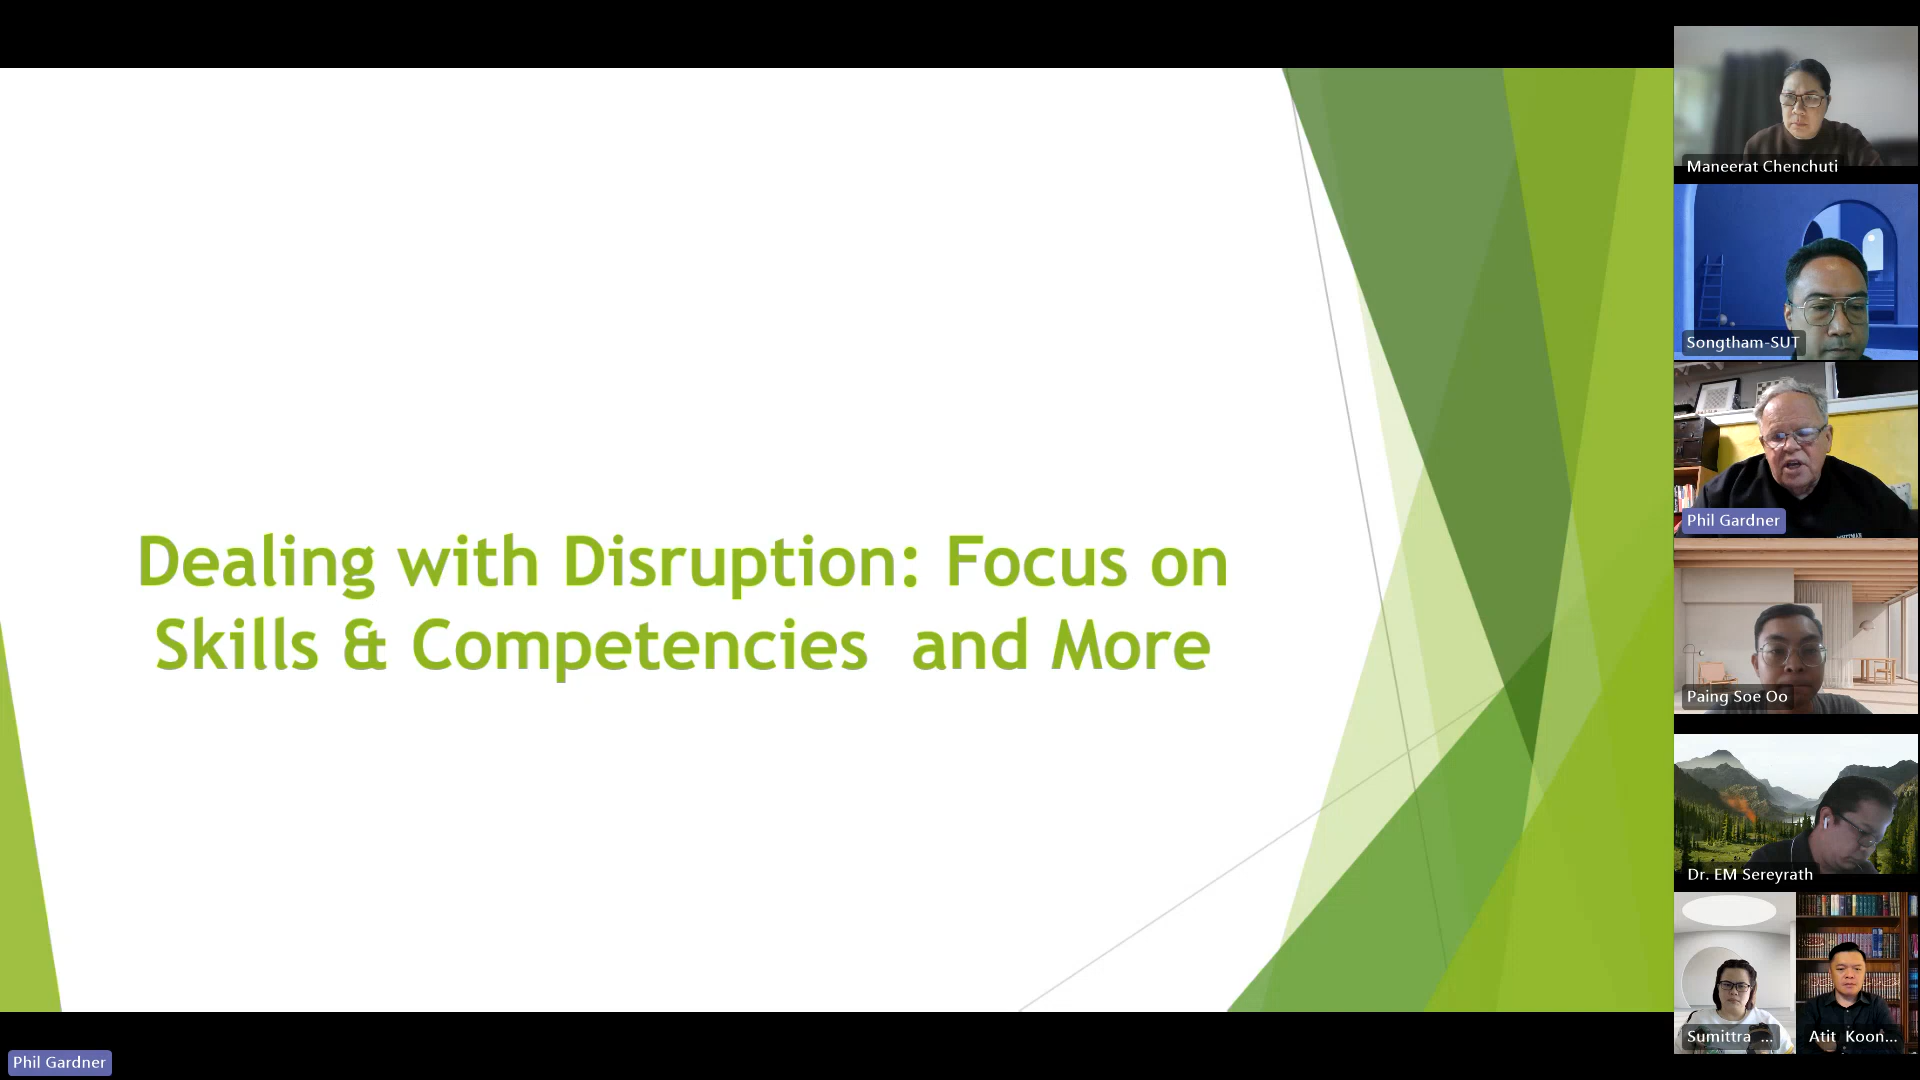 Dealing with Disruption: Focus on
Skills & Competencies and More
Maneerat Chenchuti
Songtham-SUT
Phil Gardner
Paing Soe Oo
Dr. EM Sereyrath
Sumittra ...
Atit Koon...
Phil Gardner